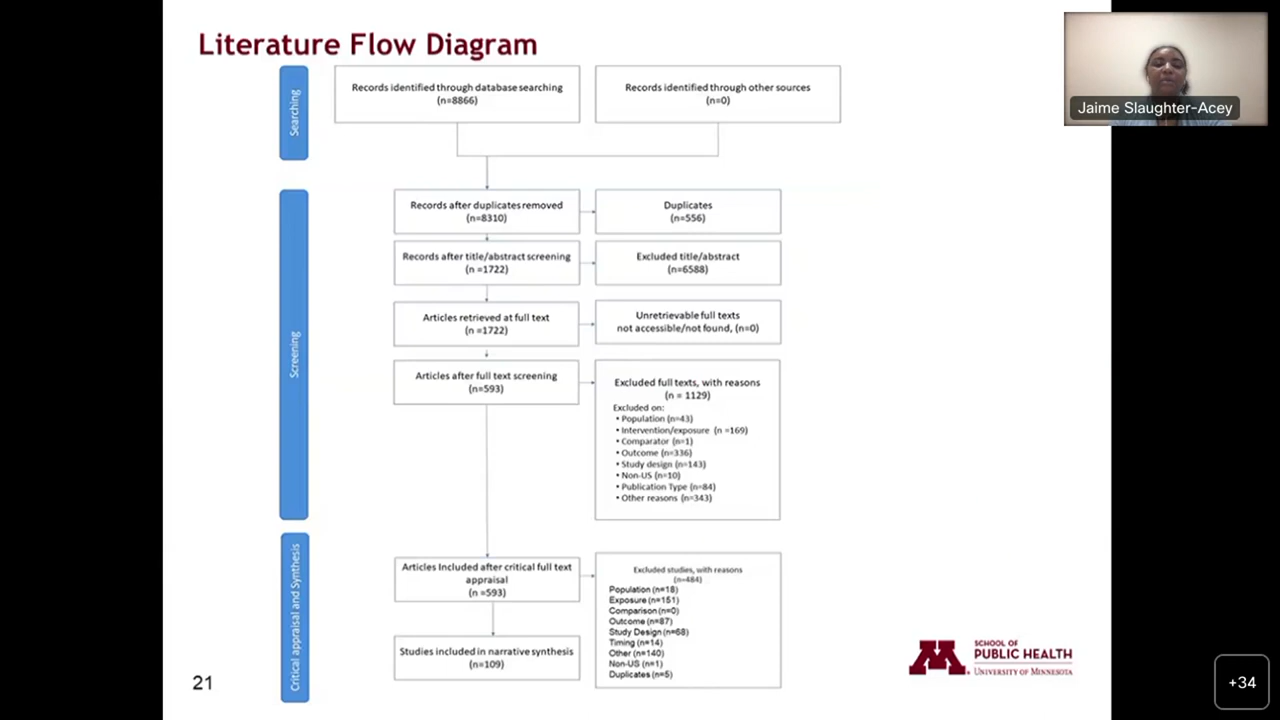 Literature Flow Diagram
Jaime Slaughter-Acey
Searching
Records identified through database searching
(n=8866)
Records identified through other sources
(n=0)
Screening
Records after duplicates removed
(n=8310)
Duplicates
(n=556)
Records after title/abstract screening
(n =1722)
Excluded title/abstract
(n=6588)
Articles retrieved at full text
(n =1722)
Unretrievable full texts
not accessible/not found, (n=0)
Articles after full text screening
(n=593)
Excluded full texts, with reasons
(n = 1129)
Excluded on:
• Population (n=43)
• Intervention/exposure (n =169)
• Comparator (n=1)
• Outcome (n=336)
• Study design (n=143)
• Non-US (n=10)
• Publication Type (n=84)
• Other reasons (n=343)
Critical appraisal and Synthesis
Articles Included after critical full text
appraisal
(n =593)
Excluded studies, with reasons
(n=484)
Population (n=18)
Exposure (n=151)
Comparison (n=0)
Outcome (n=87)
Study Design (n=68)
Timing (n=14)
Other (n=140)
Non-US (n=1)
Duplicates (n=5)
Studies included in narrative synthesis
(n=109)
21
M
SCHOOL OF
PUBLIC HEALTH
UNIVERSITY OF MINNESOTA
+34